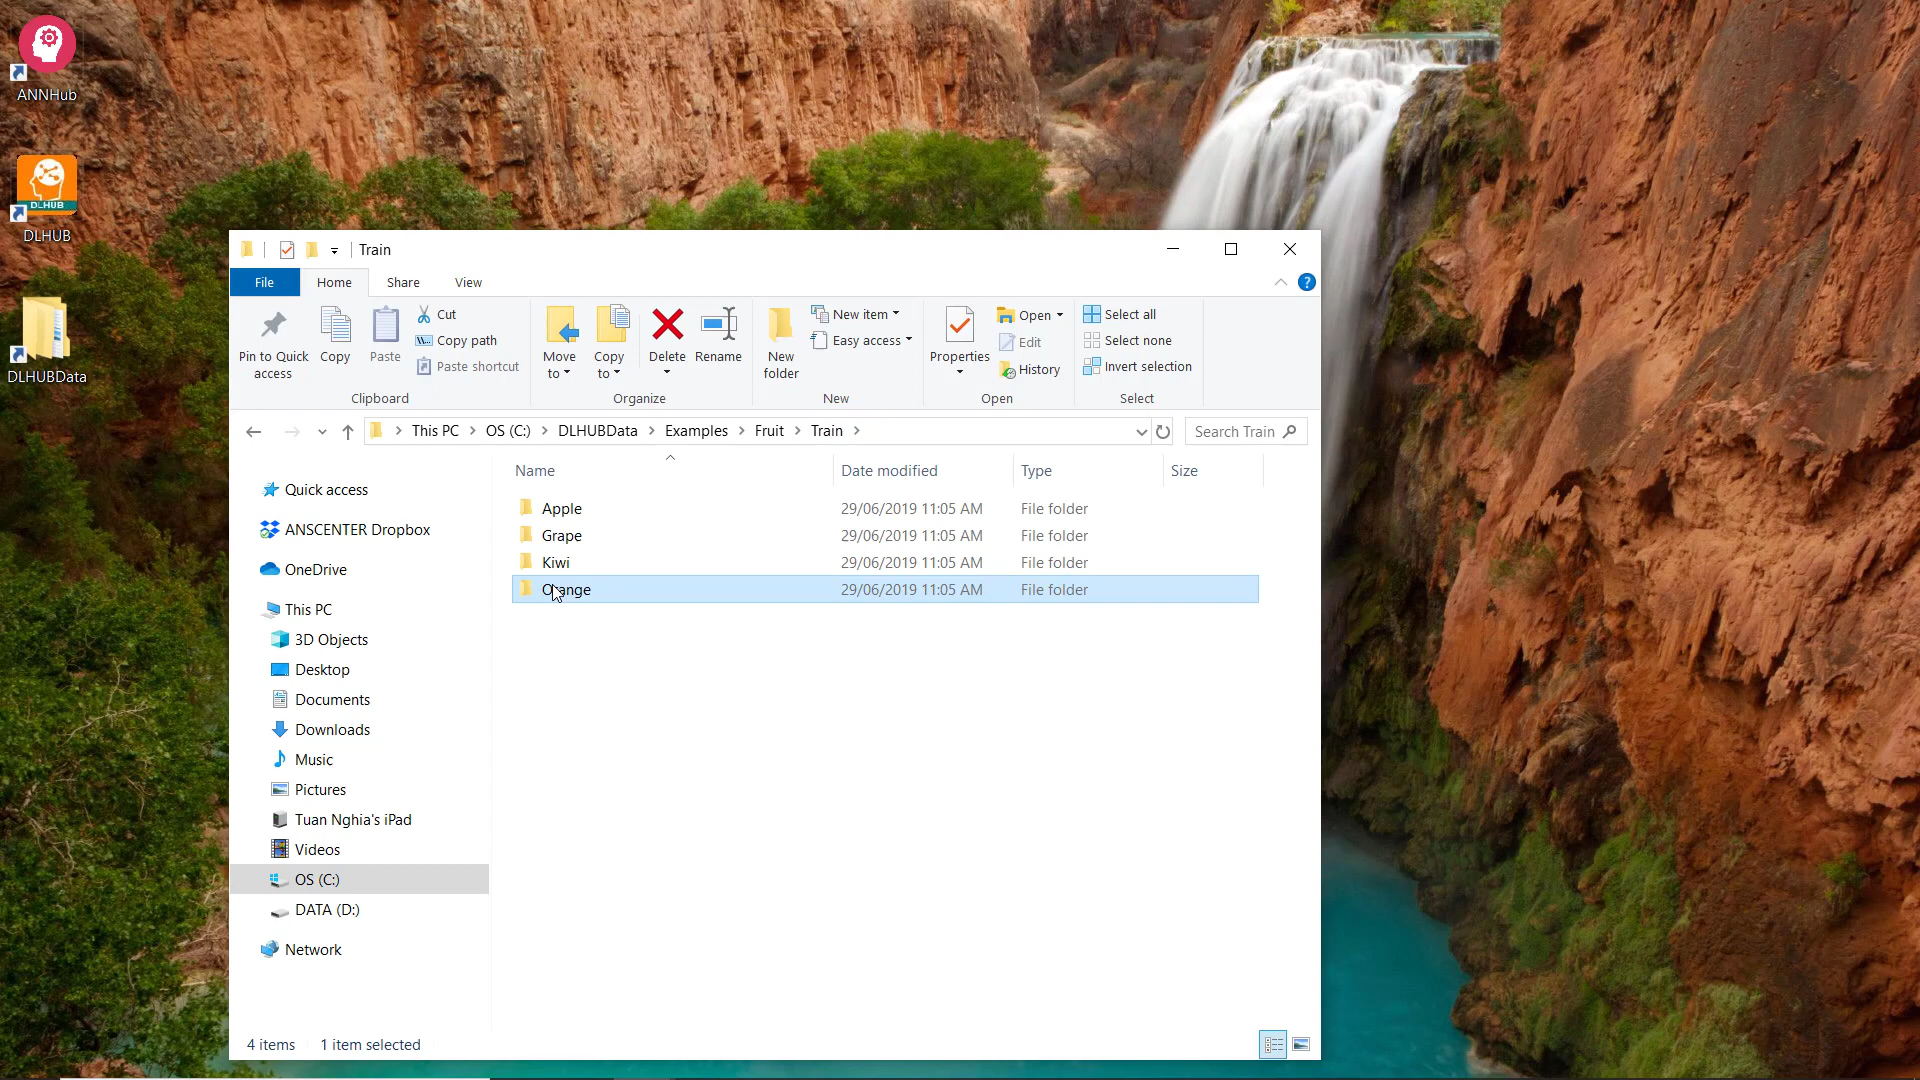 ANNHub
DLHUB
DLHUB
DLHUBData
Train
File
Home
Share
View
Pin to Quick access
Copy
Paste
Cut
Copy path
Paste shortcut
Clipboard
Move to
Copy to
Delete
Rename
Organize
New folder
New item
Easy access
New
Properties
Open
Edit
History
Open
Select all
Select none
Invert selection
Select
This PC
OS (C:)
DLHUBData
Examples
Fruit
Train
Search Train
Name
Date modified
Type
Size
Apple 29/06/2019 11:05 AM File folder
Grape 29/06/2019 11:05 AM File folder
Kiwi 29/06/2019 11:05 AM File folder
Orange 29/06/2019 11:05 AM File folder
Quick access
ANSCENTER Dropbox
OneDrive
This PC
3D Objects
Desktop
Documents
Downloads
Music
Pictures
Tuan Nghia's iPad
Videos
OS (C:)
DATA (D:)
Network
4 items
1 item selected